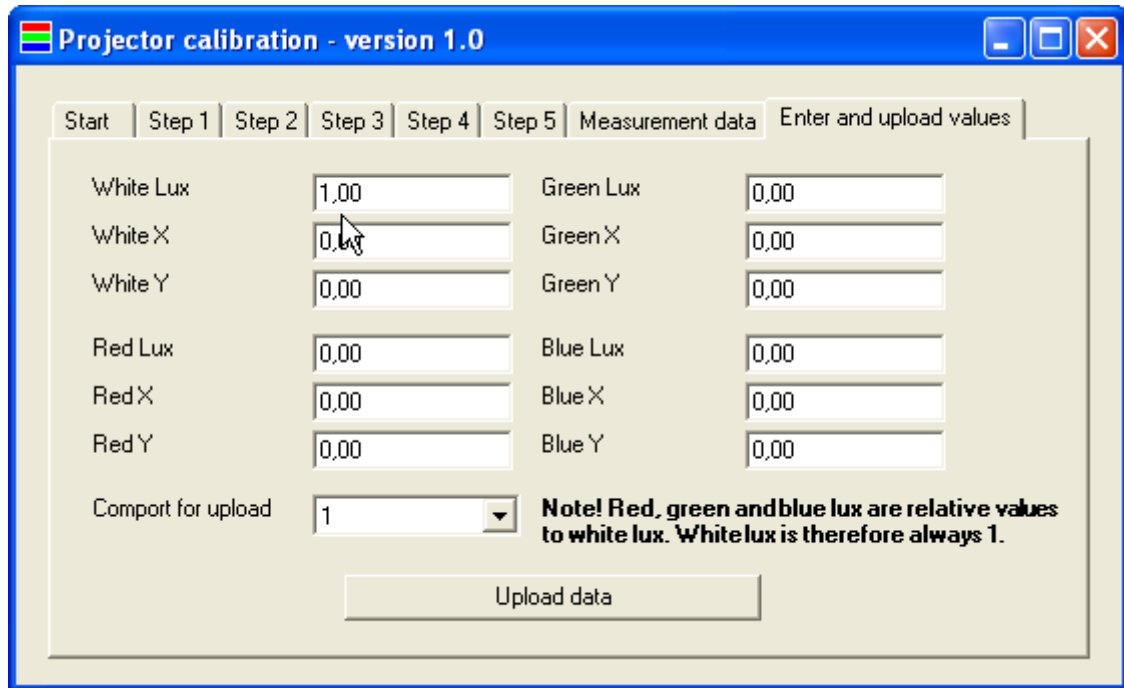 Projector calibration - version 1.0
Start Step 1 Step 2 Step 3 Step 4 Step 5 Measurement data Enter and upload values
White Lux 1,00 Green Lux 0,00
White X Green X 0,00
White Y 0,00 Green Y 0,00
Red Lux 0,00 Blue Lux 0,00
Red X 0,00 Blue X 0,00
Red Y 0,00 Blue Y 0,00
Comport for upload 1 Note! Red, green and blue lux are relative values
to white lux. White lux is therefore always 1.
Upload data